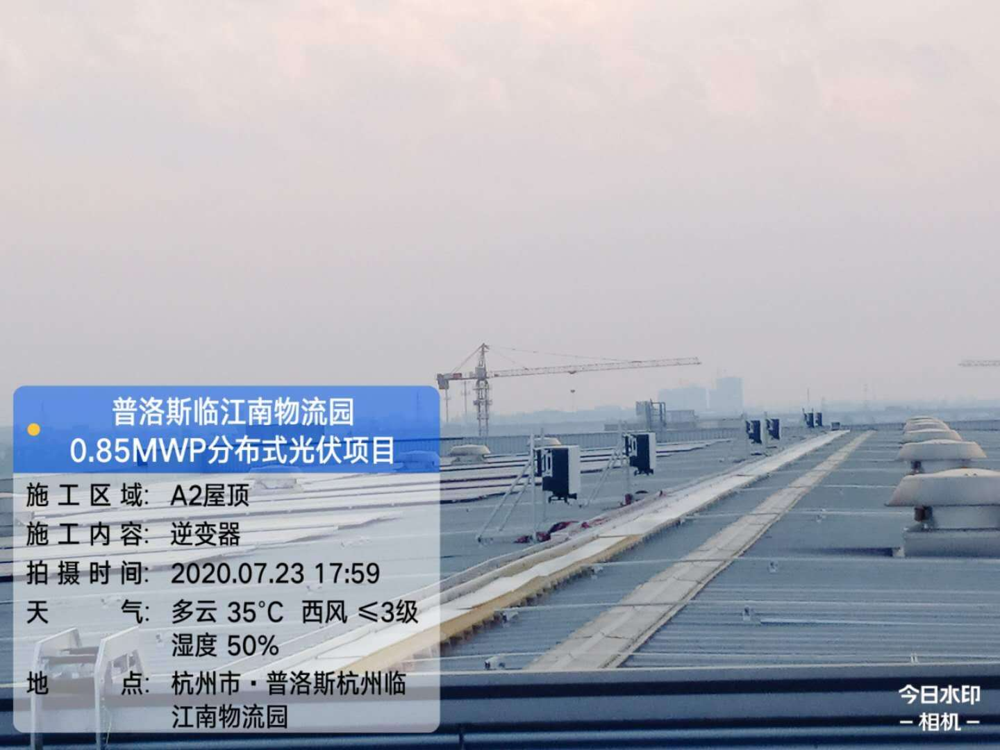 普洛斯临江南物流园
0.85MWP分布式光伏项目
施工区域: A2屋顶
施工内容: 逆变器
拍摄时间: 2020.07.23 17:59
天气: 多云 35℃ 西风 ≤3级
湿度 50%
地点: 杭州市·普洛斯杭州临
江南物流园
今日水印
-相机-